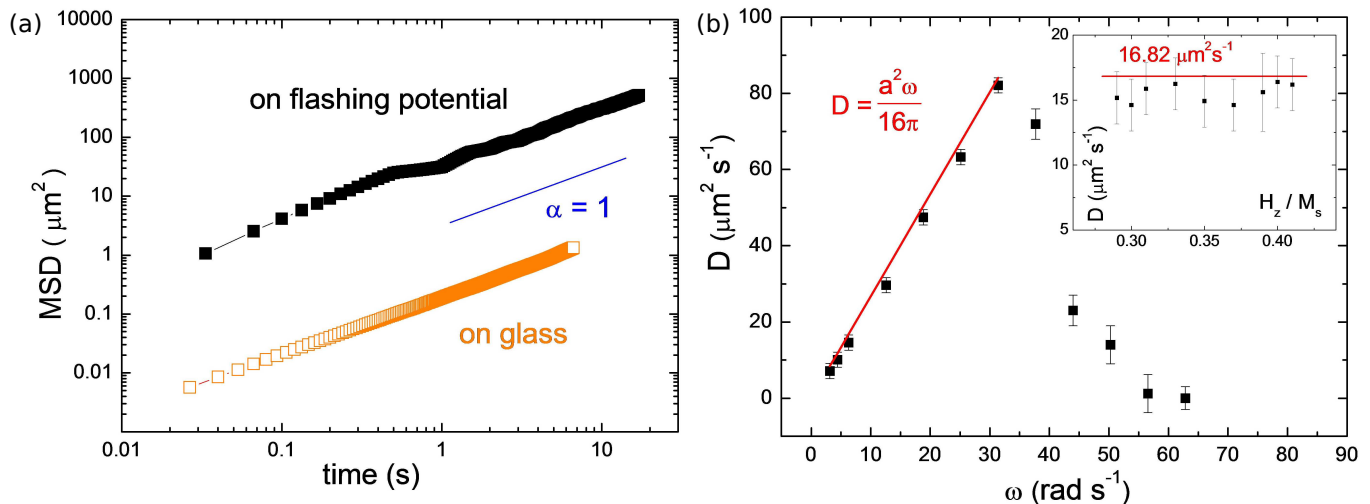 (a)
10000
1000
100
10
1
0.1
0.01
MSD ( μm²)
on flashing potential
α = 1
on glass
0.01
0.1
1
10
time (s)
(b)
100
80
60
40
20
0
D (μm² s⁻¹)
D = a²ω / 16π
0
10
20
30
40
50
60
70
80
90
ω (rad s⁻¹)
20
15
10
5
D (μm² s⁻¹)
16.82 μm²s⁻¹
0.30
0.35
0.40
H_z / M_s